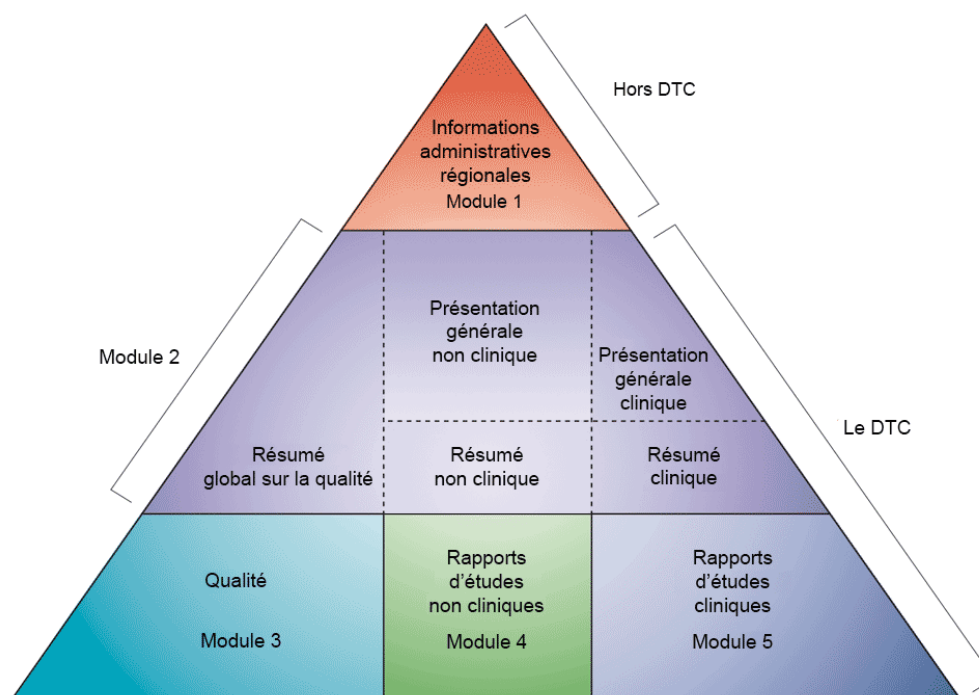 Hors DTC
Informations
administratives
régionales
Module 1
Module 2
Présentation
générale
non clinique
Présentation
générale
clinique
Le DTC
Résumé
global sur la qualité
Résumé
non clinique
Résumé
clinique
Qualité
Module 3
Rapports
d’études
non cliniques
Module 4
Rapports
d’études
cliniques
Module 5